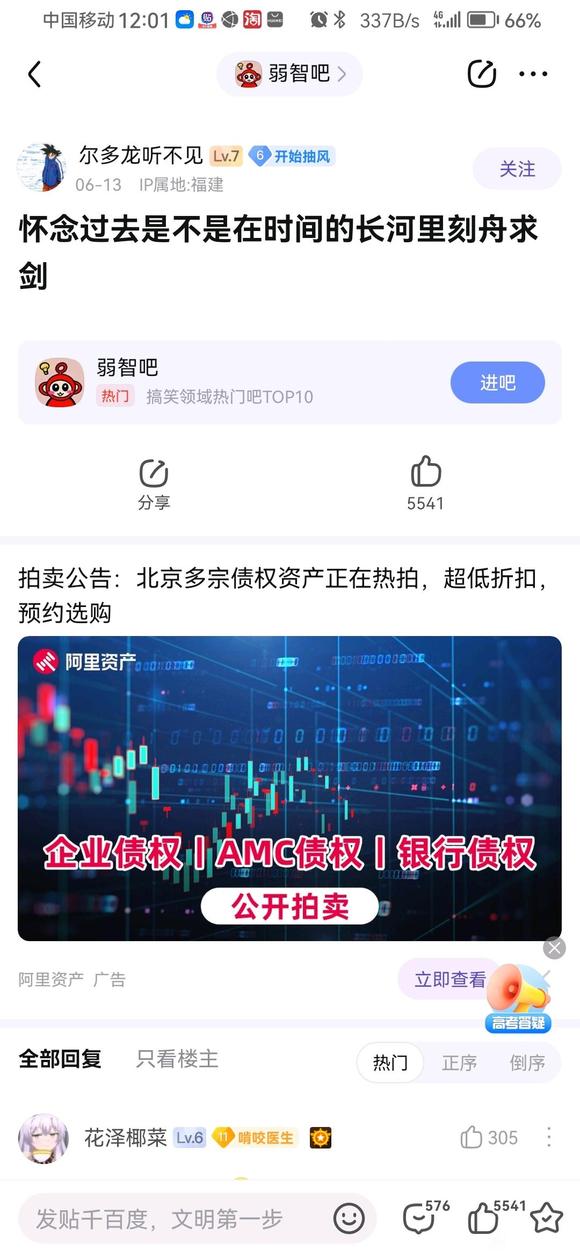 中国移动 12:01 337B/s 4G 66%
弱智吧
尔多龙听不见 Lv.7 6 开始抽风
06-13 IP属地:福建
关注
怀念过去是不是在时间的长河里刻舟求
剑
弱智吧
热门 搞笑领域热门吧TOP10
进吧
分享 5541
拍卖公告：北京多宗债权资产正在热拍，超低折扣，
预约选购
阿里资产
企业债权丨AMC债权丨银行债权
公开拍卖
阿里资产 广告
立即查看
高考答疑
全部回复 只看楼主 热门 正序 倒序
花泽椰菜 Lv.6 11 啃咬医生 305
发贴千百度，文明第一步 576 5541